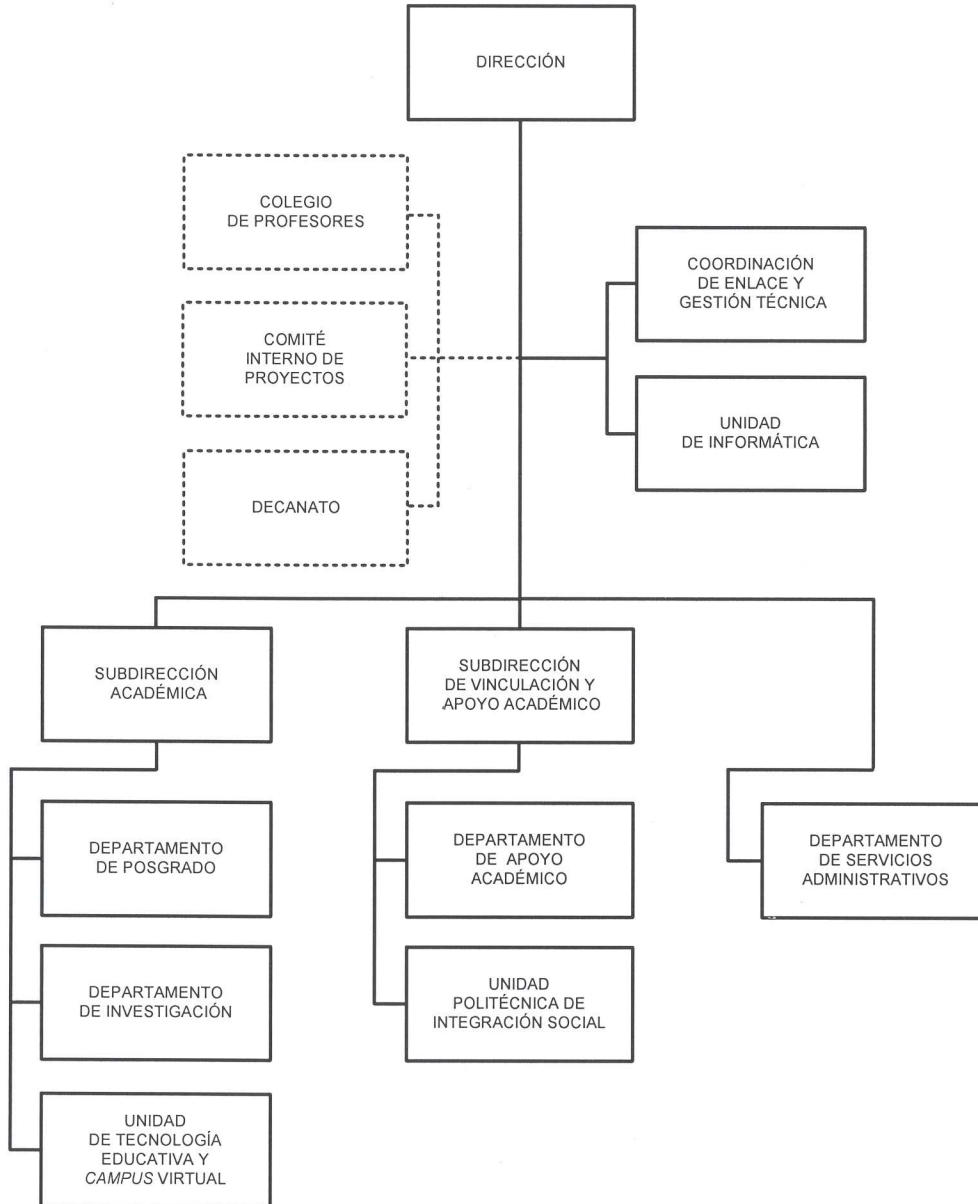 DIRECCIÓN
COLEGIO
DE PROFESORES
COORDINACIÓN
DE ENLACE Y
GESTIÓN TÉCNICA
COMITÉ
INTERNO DE
PROYECTOS
UNIDAD
DE INFORMÁTICA
DECANATO
SUBDIRECCIÓN
ACADÉMICA
SUBDIRECCIÓN
DE VINCULACIÓN Y
APOYO ACADÉMICO
DEPARTAMENTO
DE POSGRADO
DEPARTAMENTO
DE APOYO
ACADÉMICO
DEPARTAMENTO
DE SERVICIOS
ADMINISTRATIVOS
DEPARTAMENTO
DE INVESTIGACIÓN
UNIDAD
POLITÉCNICA DE
INTEGRACIÓN SOCIAL
UNIDAD
DE TECNOLOGÍA
EDUCATIVA Y
CAMPUS VIRTUAL